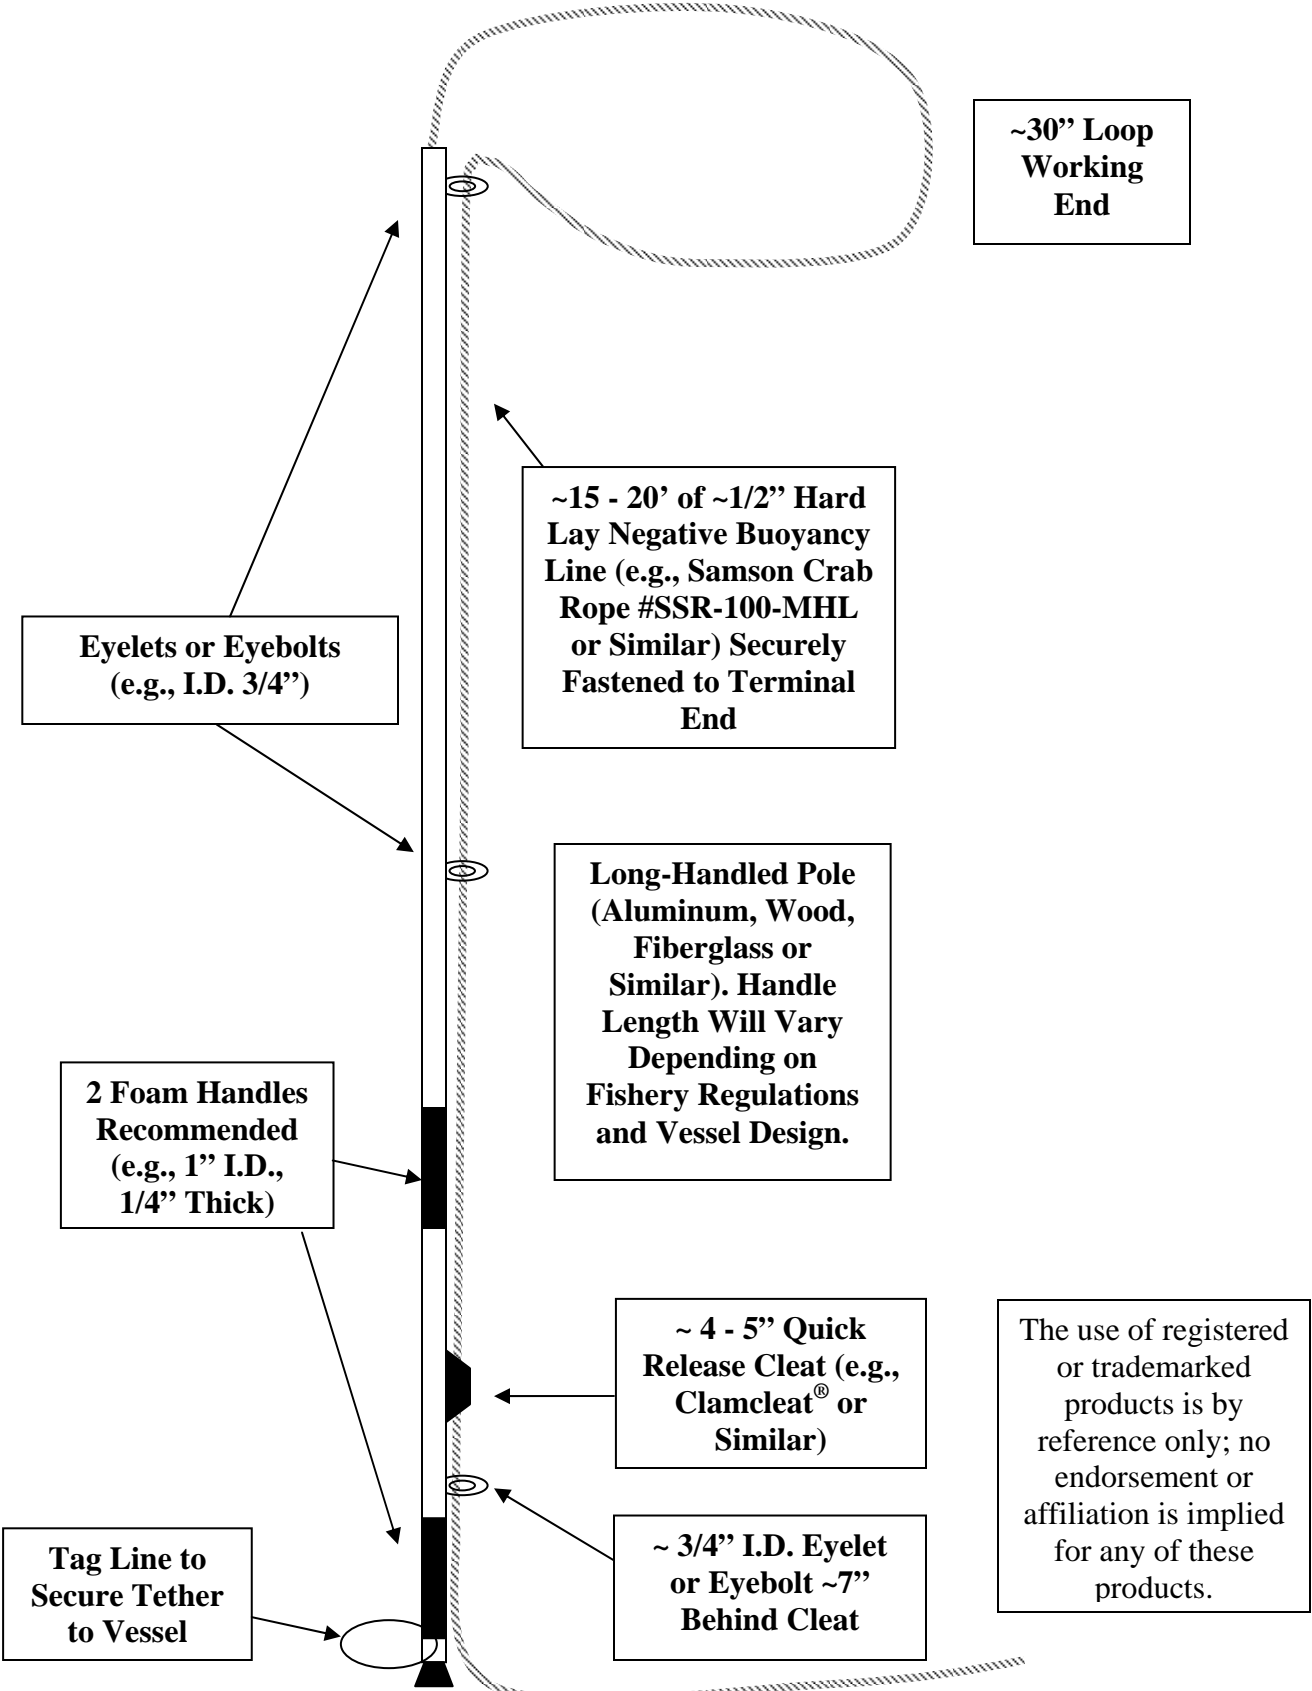 ~30” Loop
Working
End
~15 - 20’ of ~1/2” Hard
Lay Negative Buoyancy
Line (e.g., Samson Crab
Rope #SSR-100-MHL
or Similar) Securely
Fastened to Terminal
End
Eyelets or Eyebolts
(e.g., I.D. 3/4”)
Long-Handled Pole
(Aluminum, Wood,
Fiberglass or
Similar). Handle
Length Will Vary
Depending on
Fishery Regulations
and Vessel Design.
2 Foam Handles
Recommended
(e.g., 1” I.D.,
1/4” Thick)
~ 4 - 5” Quick
Release Cleat (e.g.,
Clamcleat® or
Similar)
The use of registered
or trademarked
products is by
reference only; no
endorsement or
affiliation is implied
for any of these
products.
~ 3/4” I.D. Eyelet
or Eyebolt ~7”
Behind Cleat
Tag Line to
Secure Tether
to Vessel